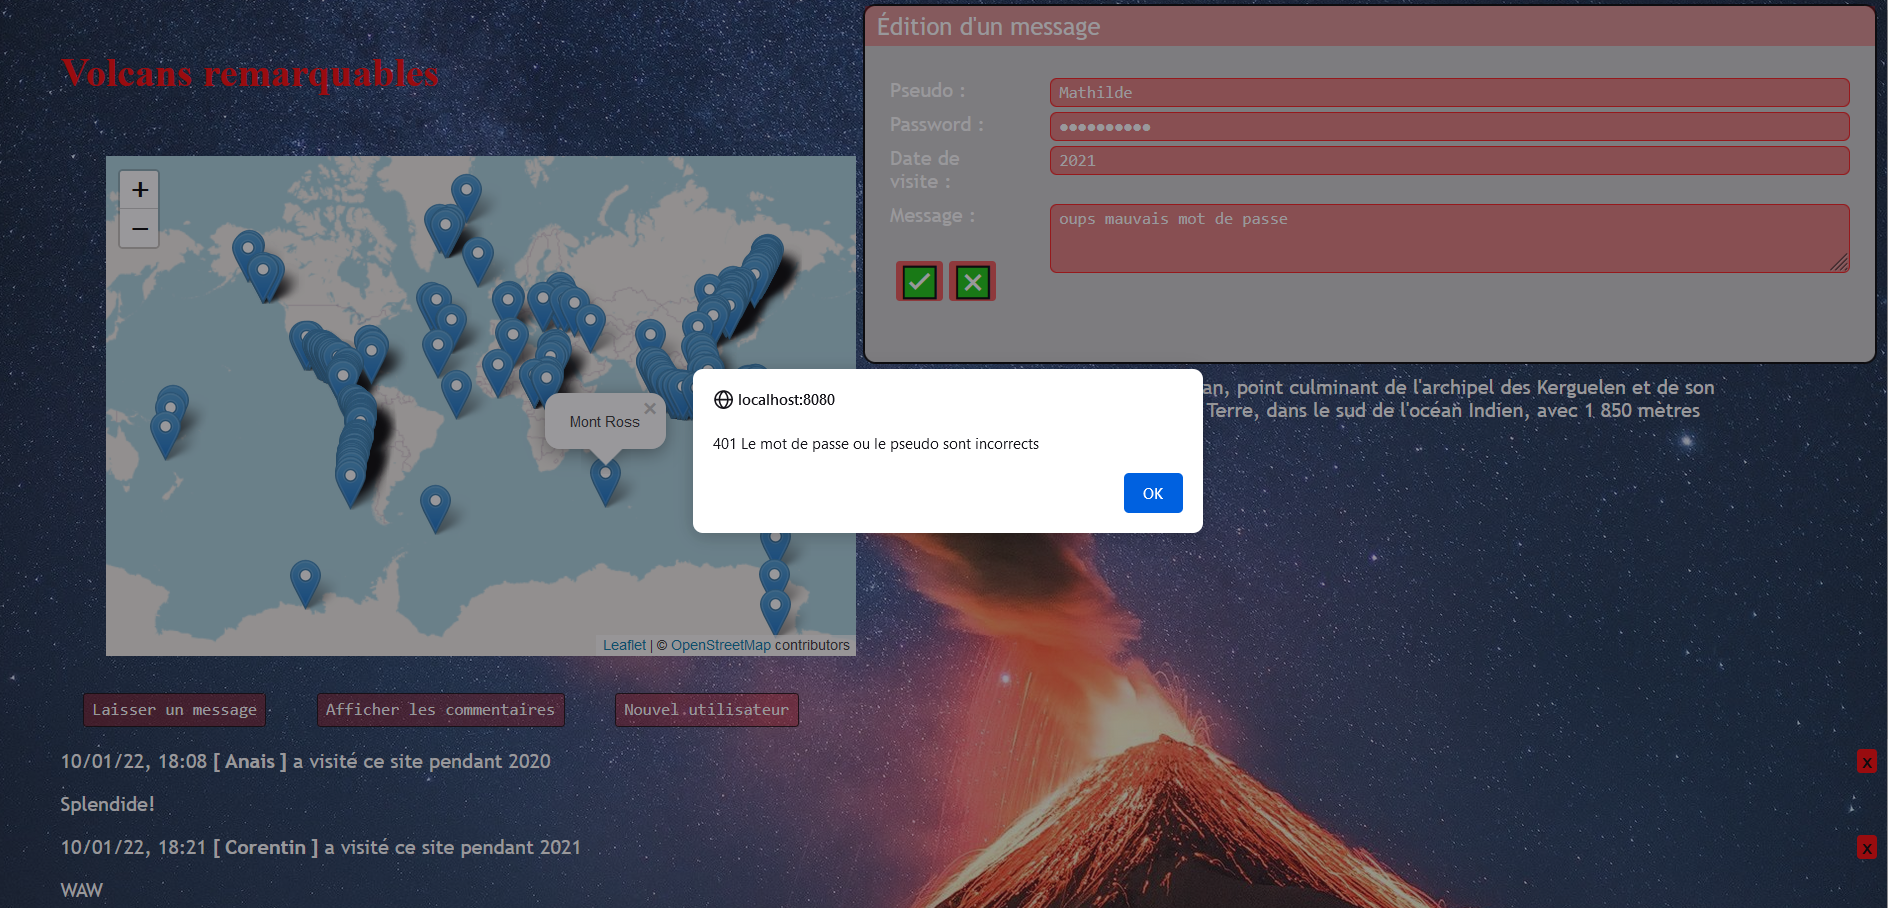 Volcans remarquables
+
−
Mont Ross
×
Leaflet | © OpenStreetMap contributors
Édition d'un message
Pseudo :
Mathilde
Password :
••••••••••
Date de
visite :
2021
Message :
oups mauvais mot de passe
an, point culminant de l'archipel des Kerguelen et de son
Terre, dans le sud de l'océan Indien, avec 1 850 mètres
localhost:8080
401 Le mot de passe ou le pseudo sont incorrects
OK
Laisser un message
Afficher les commentaires
Nouvel utilisateur
10/01/22, 18:08 [ Anais ] a visité ce site pendant 2020
x
Splendide!
10/01/22, 18:21 [ Corentin ] a visité ce site pendant 2021
x
WAW